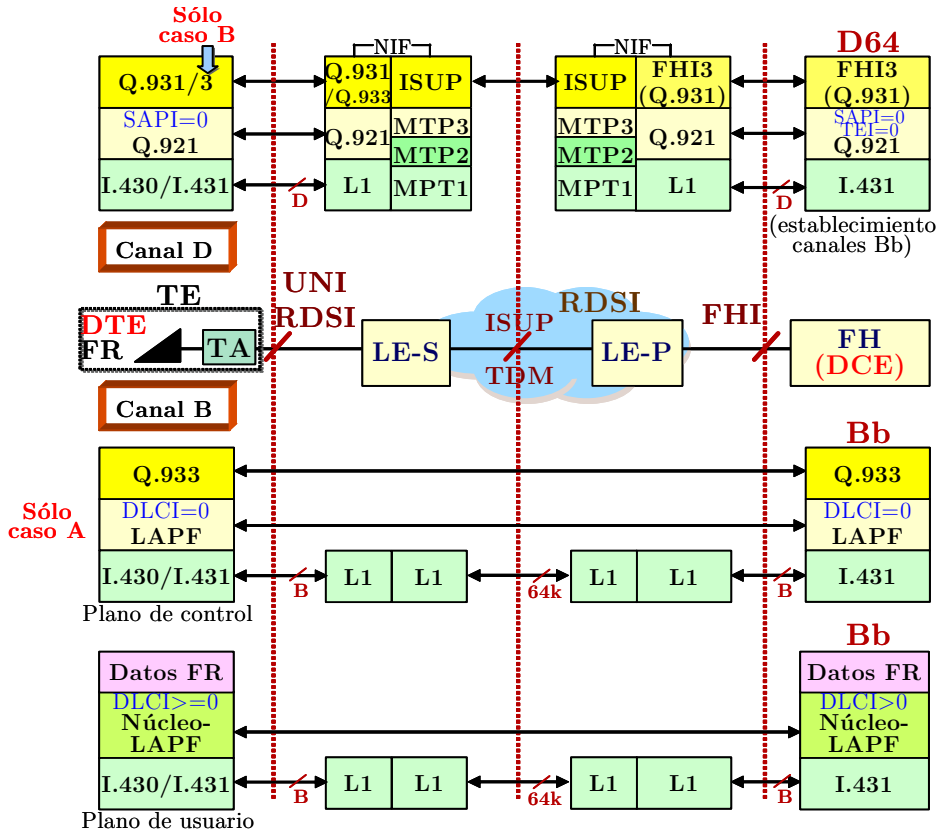 Sólo
caso B
NIF
NIF
D64
Q.931/3
Q.931
/Q.933
ISUP
ISUP
FHI3
(Q.931)
FHI3
(Q.931)
SAPI=0
Q.921
Q.921
MTP3
MTP2
MTP3
MTP2
Q.921
SAPI=0
TEI=0
Q.921
I.430/I.431
D
L1
MPT1
MPT1
L1
D
I.431
(establecimiento
canales Bb)
Canal D
TE
UNI
RDSI
DTE
FR
TA
LE-S
ISUP
TDM
RDSI
LE-P
FHI
FH
(DCE)
Canal B
Bb
Sólo
caso A
Q.933
Q.933
DLCI=0
LAPF
DLCI=0
LAPF
I.430/I.431
B
L1
L1
64k
L1
L1
B
I.431
Plano de control
Bb
Datos FR
Datos FR
DLCI>=0
Núcleo-
LAPF
DLCI>0
Núcleo-
LAPF
I.430/I.431
B
L1
L1
64k
L1
L1
B
I.431
Plano de usuario